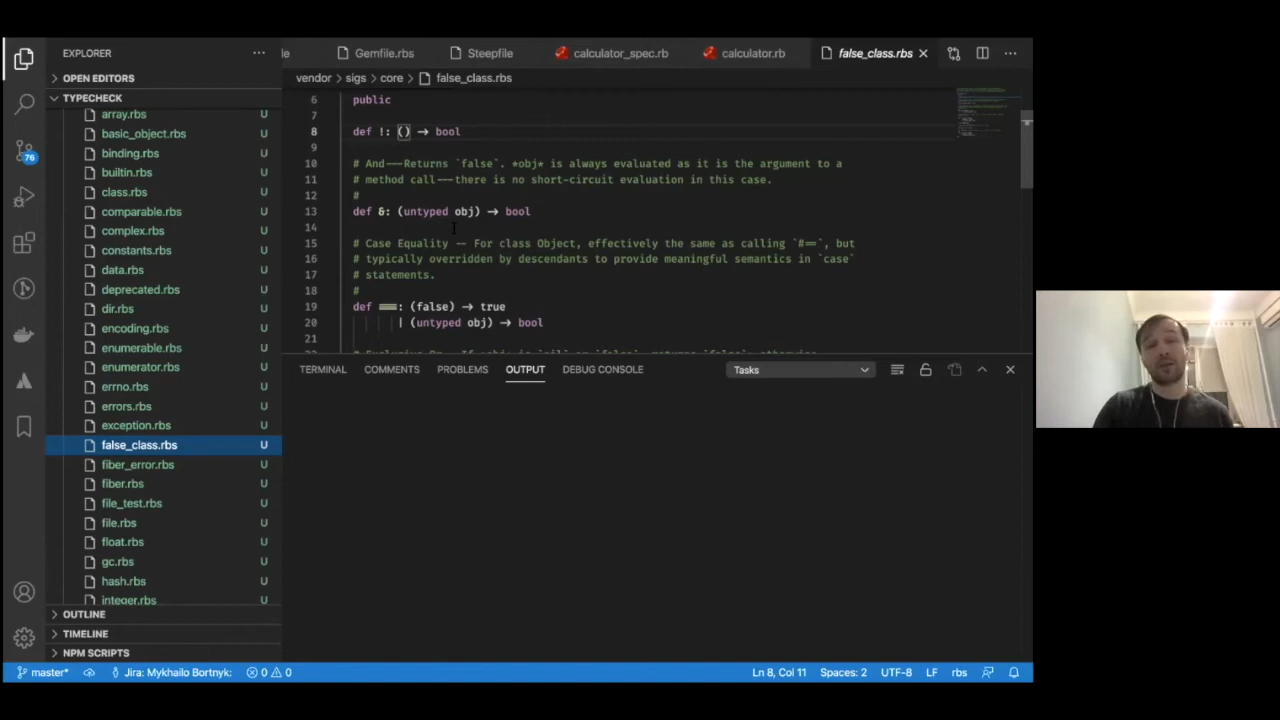 EXPLORER
OPEN EDITORS
TYPECHECK
array.rbs
basic_object.rbs U
binding.rbs U
builtin.rbs U
class.rbs U
comparable.rbs U
complex.rbs U
constants.rbs U
data.rbs U
deprecated.rbs U
dir.rbs U
encoding.rbs U
enumerable.rbs U
enumerator.rbs U
errno.rbs U
errors.rbs U
exception.rbs U
false_class.rbs U
fiber_error.rbs U
fiber.rbs U
file_test.rbs U
file.rbs U
float.rbs U
gc.rbs U
hash.rbs U
integer.rbs U
OUTLINE
TIMELINE
NPM SCRIPTS
76
Gemfile.rbs Steepfile calculator_spec.rb calculator.rb false_class.rbs
vendor > sigs > core > false_class.rbs
6 public
7
8 def !: () -> bool
9
10 # And---Returns `false`. *obj* is always evaluated as it is the argument to a
11 # method call---there is no short-circuit evaluation in this case.
12 #
13 def &: (untyped obj) -> bool
14
15 # Case Equality -- For class Object, effectively the same as calling `#==`, but
16 # typically overridden by descendants to provide meaningful semantics in `case`
17 # statements.
18 #
19 def ===: (false) -> true
20 | (untyped obj) -> bool
21
TERMINAL COMMENTS PROBLEMS OUTPUT DEBUG CONSOLE Tasks
master* Jira: Mykhailo Bortnyk: 0 0 Ln 8, Col 11 Spaces: 2 UTF-8 LF rbs